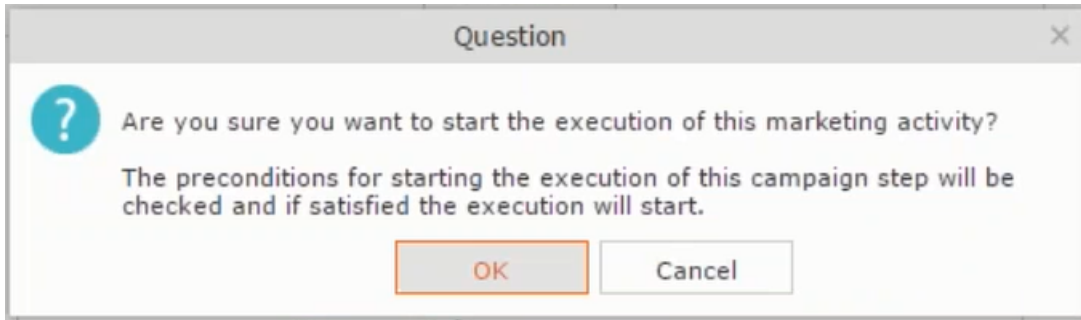 Question
Are you sure you want to start the execution of this marketing activity?
The preconditions for starting the execution of this campaign step will be
checked and if satisfied the execution will start.
OK
Cancel